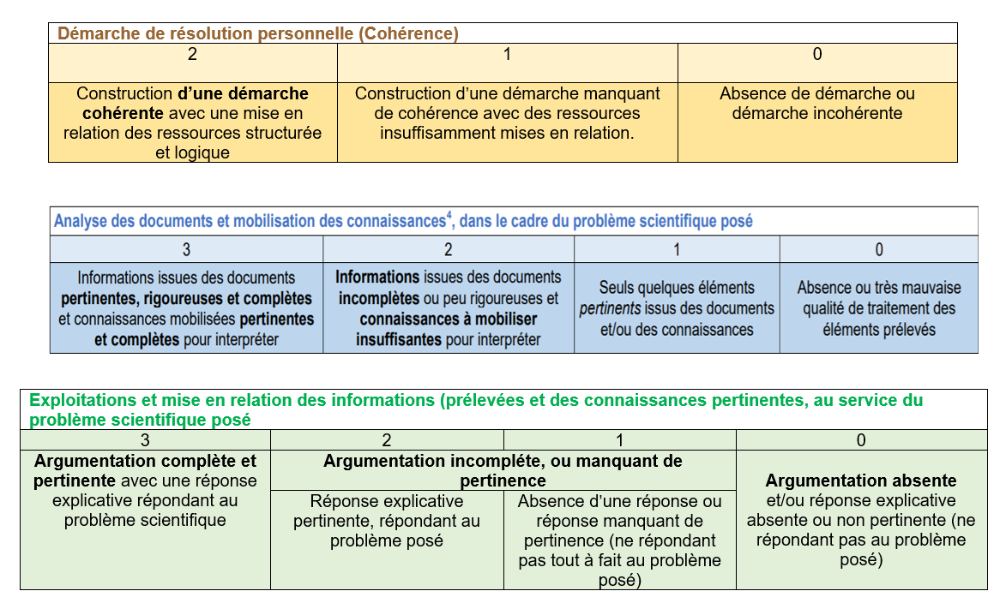 Démarche de résolution personnelle (Cohérence)
2 1 0
Construction d’une démarche cohérente avec une mise en relation des ressources structurée et logique
Construction d’une démarche manquant de cohérence avec des ressources insuffisamment mises en relation.
Absence de démarche ou démarche incohérente
Analyse des documents et mobilisation des connaissances⁴, dans le cadre du problème scientifique posé
3 2 1 0
Informations issues des documents
pertinentes, rigoureuses et complètes
et connaissances mobilisées pertinentes
et complètes pour interpréter
Informations issues des documents
incomplètes ou peu rigoureuses et
connaissances à mobiliser
insuffisantes pour interpréter
Seuls quelques éléments
pertinents issus des documents
et/ou des connaissances
Absence ou très mauvaise
qualité de traitement des
éléments prélevés
Exploitations et mise en relation des informations (prélevées et des connaissances pertinentes, au service du
problème scientifique posé
3 2 1 0
Argumentation complète et
pertinente avec une réponse
explicative répondant au
problème scientifique
Argumentation incompléte, ou manquant de
pertinence
Réponse explicative
pertinente, répondant au
problème posé
Absence d’une réponse ou
réponse manquant de
pertinence (ne répondant
pas tout à fait au problème
posé)
Argumentation absente
et/ou réponse explicative
absente ou non pertinente (ne
répondant pas au problème
posé)